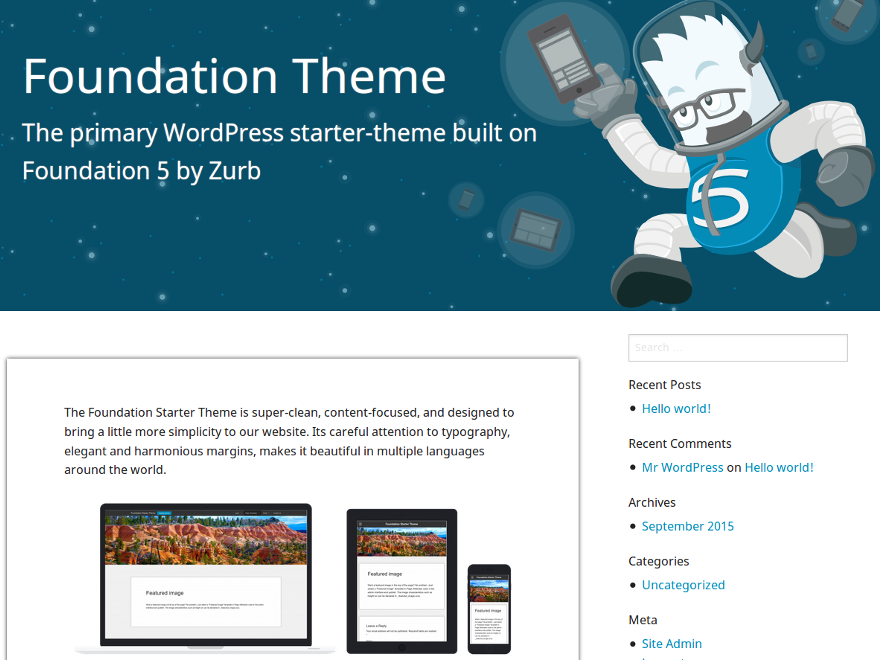 Foundation Theme
The primary WordPress starter-theme built on
Foundation 5 by Zurb
5
The Foundation Starter Theme is super-clean, content-focused, and designed to
bring a little more simplicity to our website. Its careful attention to typography,
elegant and harmonious margins, makes it beautiful in multiple languages
around the world.
Featured image
Foundation Starter Theme
Featured image
Leave a Reply
Featured image
Search ...
Recent Posts
Hello world!
Recent Comments
Mr WordPress on Hello world!
Archives
September 2015
Categories
Uncategorized
Meta
Site Admin